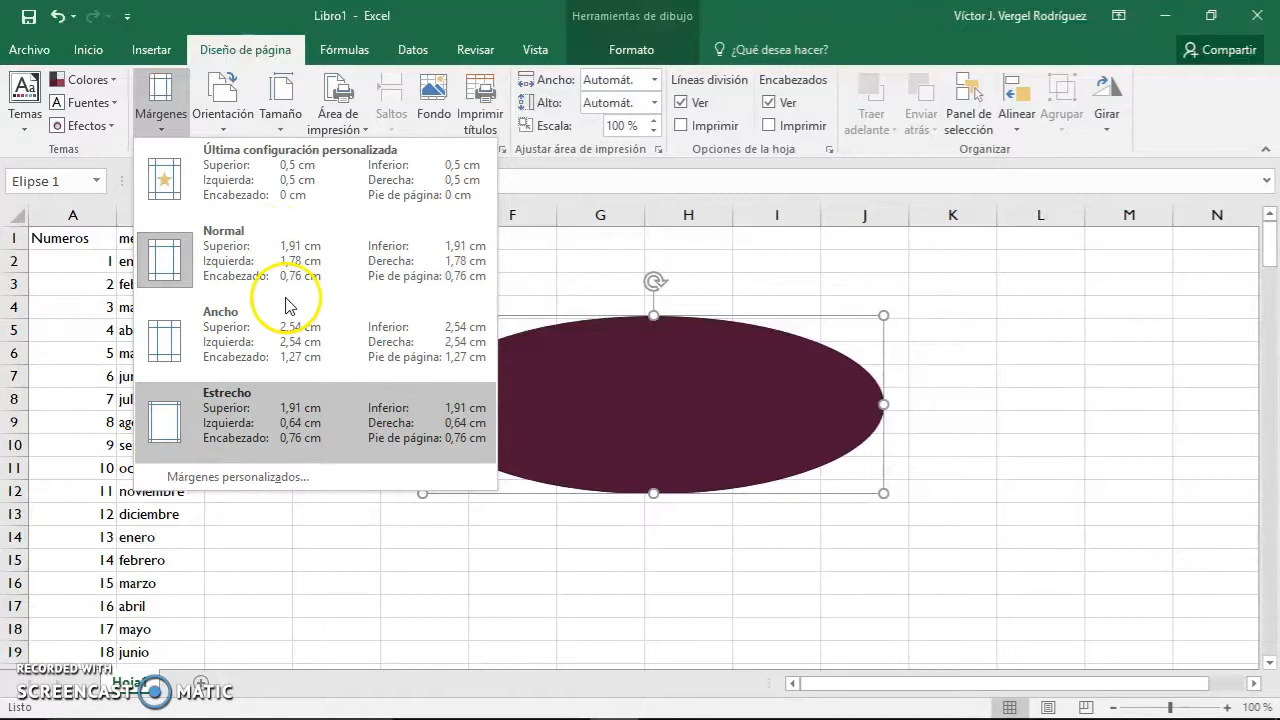 Libro1 - Excel
Herramientas de dibujo
Víctor J. Vergel Rodríguez
Archivo Inicio Insertar Diseño de página Fórmulas Datos Revisar Vista Formato ¿Qué desea hacer? Compartir
Aa Temas
Colores
Fuentes
Efectos
Temas
Márgenes Orientación Tamaño Área de impresión Saltos Fondo Imprimir títulos
Ancho: Automát.
Alto: Automát.
Escala: 100 %
Ajustar área de impresión
Líneas división Encabezados
Ver Ver
Imprimir Imprimir
Opciones de la hoja
Traer adelante Enviar atrás Panel de selección Alinear Agrupar Girar
Organizar
Elipse 1
Última configuración personalizada
Superior: 0,5 cm Inferior: 0,5 cm
Izquierda: 0,5 cm Derecha: 0,5 cm
Encabezado: 0 cm Pie de página: 0 cm
Normal
Superior: 1,91 cm Inferior: 1,91 cm
Izquierda: 1,78 cm Derecha: 1,78 cm
Encabezado: 0,76 cm Pie de página: 0,76 cm
Ancho
Superior: 2,54 cm Inferior: 2,54 cm
Izquierda: 2,54 cm Derecha: 2,54 cm
Encabezado: 1,27 cm Pie de página: 1,27 cm
Estrecho
Superior: 1,91 cm Inferior: 1,91 cm
Izquierda: 0,64 cm Derecha: 0,64 cm
Encabezado: 0,76 cm Pie de página: 0,76 cm
Márgenes personalizados...
A F G H I J K L M N
1 Numeros me
2 1 en
3 2 feb
4 3 ma
5 4 ab
6 5 ma
7 6 jur
8 7 jul
9 8 ago
10 9 se
11 10 oc
12 11 noviembre
13 12 diciembre
14 13 enero
15 14 febrero
16 15 marzo
17 16 abril
18 17 mayo
19 18 junio
RECORDED WITH
SCREENCAST MATIC
Listo
100 %